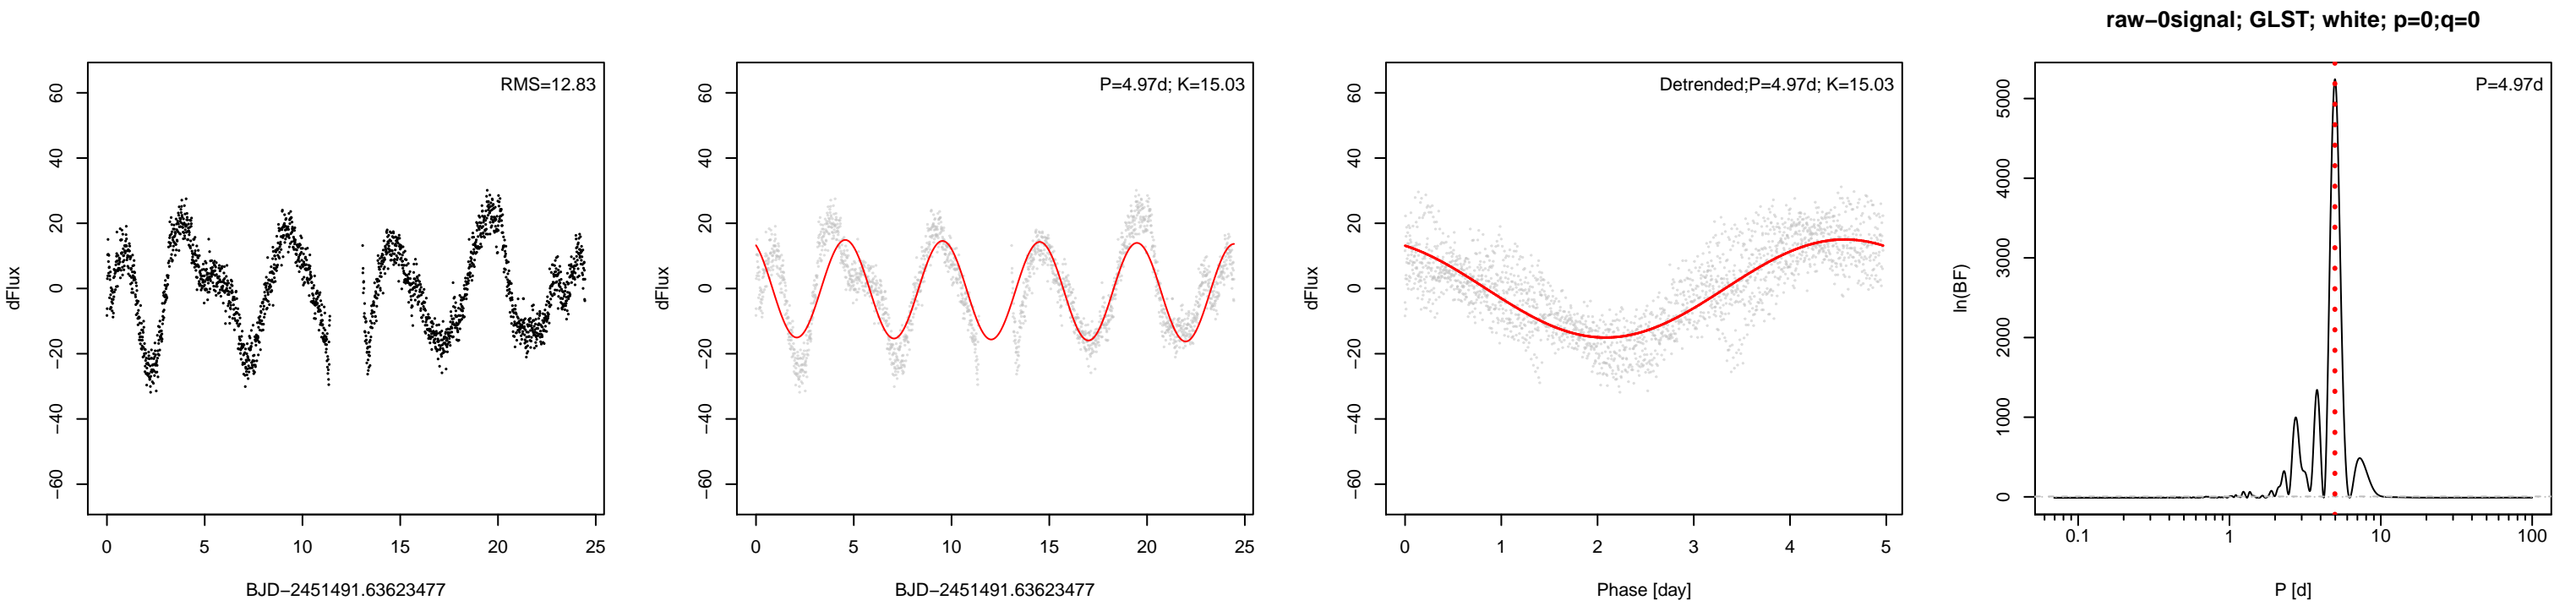 raw−0signal; GLST; white; p=0;q=0
RMS=12.83
dFlux
60
40
20
0
−20
−40
−60
0 5 10 15 20 25
BJD−2451491.63623477
P=4.97d; K=15.03
dFlux
60
40
20
0
−20
−40
−60
0 5 10 15 20 25
BJD−2451491.63623477
Detrended;P=4.97d; K=15.03
dFlux
60
40
20
0
−20
−40
−60
0 1 2 3 4 5
Phase [day]
P=4.97d
ln(BF)
5000
4000
3000
2000
1000
0
0.1 1 10 100
P [d]